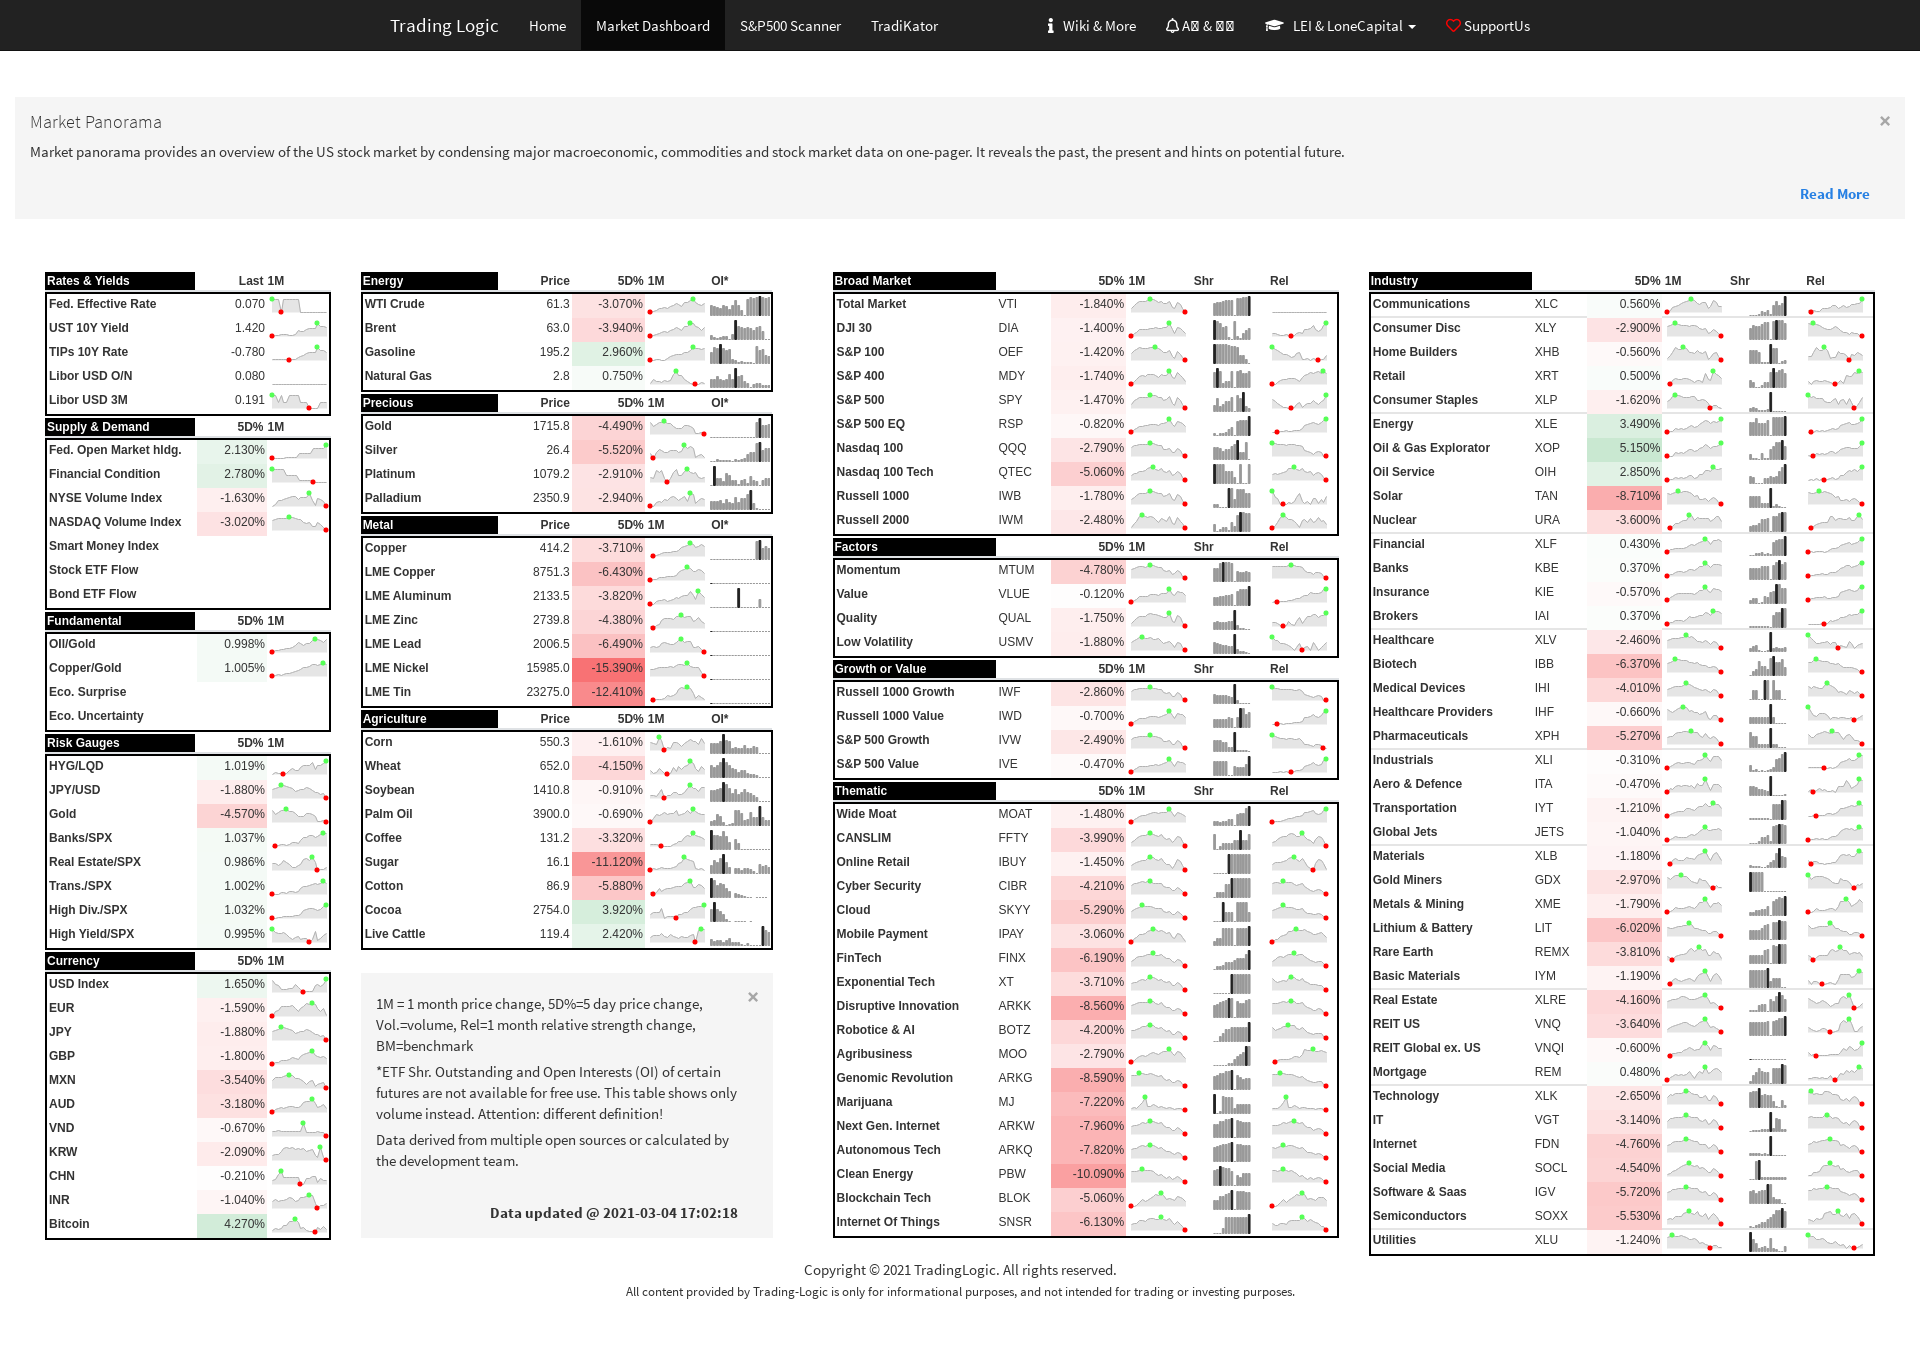 Trading Logic Home Market Dashboard S&P500 Scanner TradiKator Wiki & More A & LEI & LoneCapital SupportUs
Market Panorama ×
Market panorama provides an overview of the US stock market by condensing major macroeconomic, commodities and stock market data on one-pager. It reveals the past, the present and hints on potential future.
Read More
Rates & Yields Last 1M
Fed. Effective Rate 0.070
UST 10Y Yield 1.420
TIPs 10Y Rate -0.780
Libor USD O/N 0.080
Libor USD 3M 0.191
Supply & Demand 5D% 1M
Fed. Open Market hldg. 2.130%
Financial Condition 2.780%
NYSE Volume Index -1.630%
NASDAQ Volume Index -3.020%
Smart Money Index
Stock ETF Flow
Bond ETF Flow
Fundamental 5D% 1M
OIl/Gold 0.998%
Copper/Gold 1.005%
Eco. Surprise
Eco. Uncertainty
Risk Gauges 5D% 1M
HYG/LQD 1.019%
JPY/USD -1.880%
Gold -4.570%
Banks/SPX 1.037%
Real Estate/SPX 0.986%
Trans./SPX 1.002%
High Div./SPX 1.032%
High Yield/SPX 0.995%
Currency 5D% 1M
USD Index 1.650%
EUR -1.590%
JPY -1.880%
GBP -1.800%
MXN -3.540%
AUD -3.180%
VND -0.670%
KRW -2.090%
CHN -0.210%
INR -1.040%
Bitcoin 4.270%
Energy Price 5D% 1M OI*
WTI Crude 61.3 -3.070%
Brent 63.0 -3.940%
Gasoline 195.2 2.960%
Natural Gas 2.8 0.750%
Precious Price 5D% 1M OI*
Gold 1715.8 -4.490%
Silver 26.4 -5.520%
Platinum 1079.2 -2.910%
Palladium 2350.9 -2.940%
Metal Price 5D% 1M OI*
Copper 414.2 -3.710%
LME Copper 8751.3 -6.430%
LME Aluminum 2133.5 -3.820%
LME Zinc 2739.8 -4.380%
LME Lead 2006.5 -6.490%
LME Nickel 15985.0 -15.390%
LME Tin 23275.0 -12.410%
Agriculture Price 5D% 1M OI*
Corn 550.3 -1.610%
Wheat 652.0 -4.150%
Soybean 1410.8 -0.910%
Palm Oil 3900.0 -0.690%
Coffee 131.2 -3.320%
Sugar 16.1 -11.120%
Cotton 86.9 -5.880%
Cocoa 2754.0 3.920%
Live Cattle 119.4 2.420%
×
1M = 1 month price change, 5D%=5 day price change,
Vol.=volume, Rel=1 month relative strength change,
BM=benchmark
*ETF Shr. Outstanding and Open Interests (OI) of certain
futures are not available for free use. This table shows only
volume instead. Attention: different definition!
Data derived from multiple open sources or calculated by
the development team.
Data updated @ 2021-03-04 17:02:18
Broad Market 5D% 1M Shr Rel
Total Market VTI -1.840%
DJI 30 DIA -1.400%
S&P 100 OEF -1.420%
S&P 400 MDY -1.740%
S&P 500 SPY -1.470%
S&P 500 EQ RSP -0.820%
Nasdaq 100 QQQ -2.790%
Nasdaq 100 Tech QTEC -5.060%
Russell 1000 IWB -1.780%
Russell 2000 IWM -2.480%
Factors 5D% 1M Shr Rel
Momentum MTUM -4.780%
Value VLUE -0.120%
Quality QUAL -1.750%
Low Volatility USMV -1.880%
Growth or Value 5D% 1M Shr Rel
Russell 1000 Growth IWF -2.860%
Russell 1000 Value IWD -0.700%
S&P 500 Growth IVW -2.490%
S&P 500 Value IVE -0.470%
Thematic 5D% 1M Shr Rel
Wide Moat MOAT -1.480%
CANSLIM FFTY -3.990%
Online Retail IBUY -1.450%
Cyber Security CIBR -4.210%
Cloud SKYY -5.290%
Mobile Payment IPAY -3.060%
FinTech FINX -6.190%
Exponential Tech XT -3.710%
Disruptive Innovation ARKK -8.560%
Robotice & AI BOTZ -4.200%
Agribusiness MOO -2.790%
Genomic Revolution ARKG -8.590%
Marijuana MJ -7.220%
Next Gen. Internet ARKW -7.960%
Autonomous Tech ARKQ -7.820%
Clean Energy PBW -10.090%
Blockchain Tech BLOK -5.060%
Internet Of Things SNSR -6.130%
Industry 5D% 1M Shr Rel
Communications XLC 0.560%
Consumer Disc XLY -2.900%
Home Builders XHB -0.560%
Retail XRT 0.500%
Consumer Staples XLP -1.620%
Energy XLE 3.490%
Oil & Gas Explorator XOP 5.150%
Oil Service OIH 2.850%
Solar TAN -8.710%
Nuclear URA -3.600%
Financial XLF 0.430%
Banks KBE 0.370%
Insurance KIE -0.570%
Brokers IAI 0.370%
Healthcare XLV -2.460%
Biotech IBB -6.370%
Medical Devices IHI -4.010%
Healthcare Providers IHF -0.660%
Pharmaceuticals XPH -5.270%
Industrials XLI -0.310%
Aero & Defence ITA -0.470%
Transportation IYT -1.210%
Global Jets JETS -1.040%
Materials XLB -1.180%
Gold Miners GDX -2.970%
Metals & Mining XME -1.790%
Lithium & Battery LIT -6.020%
Rare Earth REMX -3.810%
Basic Materials IYM -1.190%
Real Estate XLRE -4.160%
REIT US VNQ -3.640%
REIT Global ex. US VNQI -0.600%
Mortgage REM 0.480%
Technology XLK -2.650%
IT VGT -3.140%
Internet FDN -4.760%
Social Media SOCL -4.540%
Software & Saas IGV -5.720%
Semiconductors SOXX -5.530%
Utilities XLU -1.240%
Copyright © 2021 TradingLogic. All rights reserved.
All content provided by Trading-Logic is only for informational purposes, and not intended for trading or investing purposes.